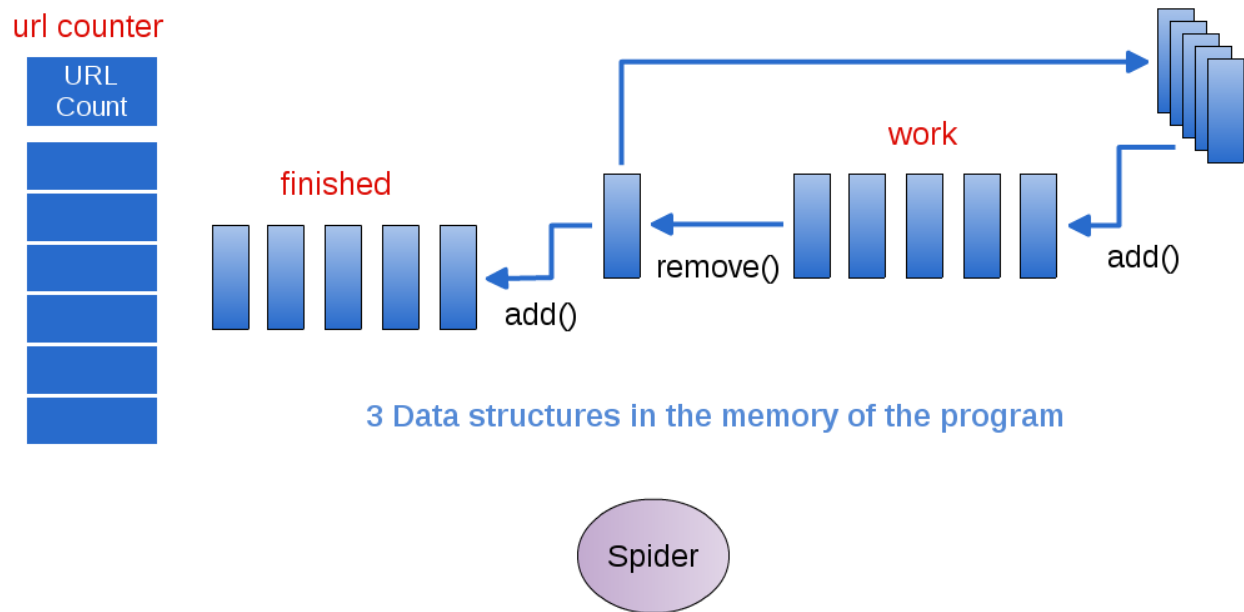 url counter
URL
Count
finished
work
add()
remove()
add()
3 Data structures in the memory of the program
Spider